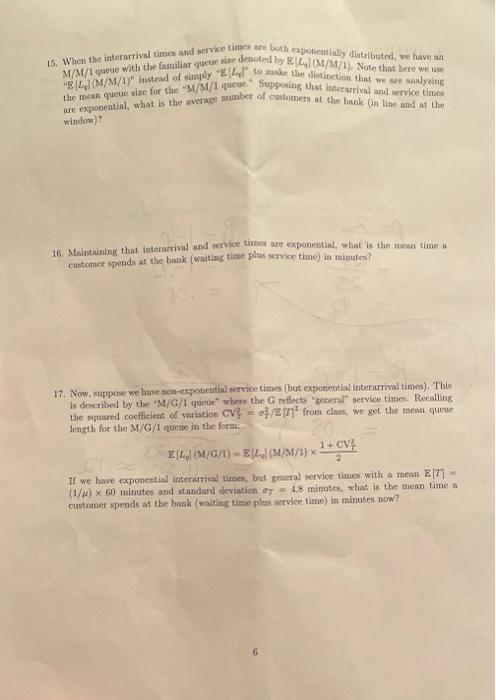 15. When the interarrival times and service times are both exponentially distributed, we have an
M/M/1 queue with the familiar queue size denoted by E[L_q] (M/M/1). Note that here we use
"E[L_q] (M/M/1)" instead of simply "E[L_q]" to make the distinction that we are analyzing
the mean queue size for the "M/M/1 queue." Supposing that interarrival and service times
are exponential, what is the average number of customers at the bank (in line and at the
window)?
16. Maintaining that interarrival and service times are exponential, what is the mean time a
customer spends at the bank (waiting time plus service time) in minutes?
17. Now, suppose we have non-exponential service times (but exponential interarrival times). This
is described by the "M/G/1 queue" where the G reflects "general" service times. Recalling
the squared coefficient of variation CV²_T = σ²_T/E[T]² from class, we get the mean queue
length for the M/G/1 queue in the form:
E[L_q] (M/G/1) = E[L_q] (M/M/1) × (1 + CV²_T)/2
If we have exponential interarrival times, but general service times with a mean E[T] =
(1/μ) × 60 minutes and standard deviation σ_T = 4.8 minutes, what is the mean time a
customer spends at the bank (waiting time plus service time) in minutes now?
6